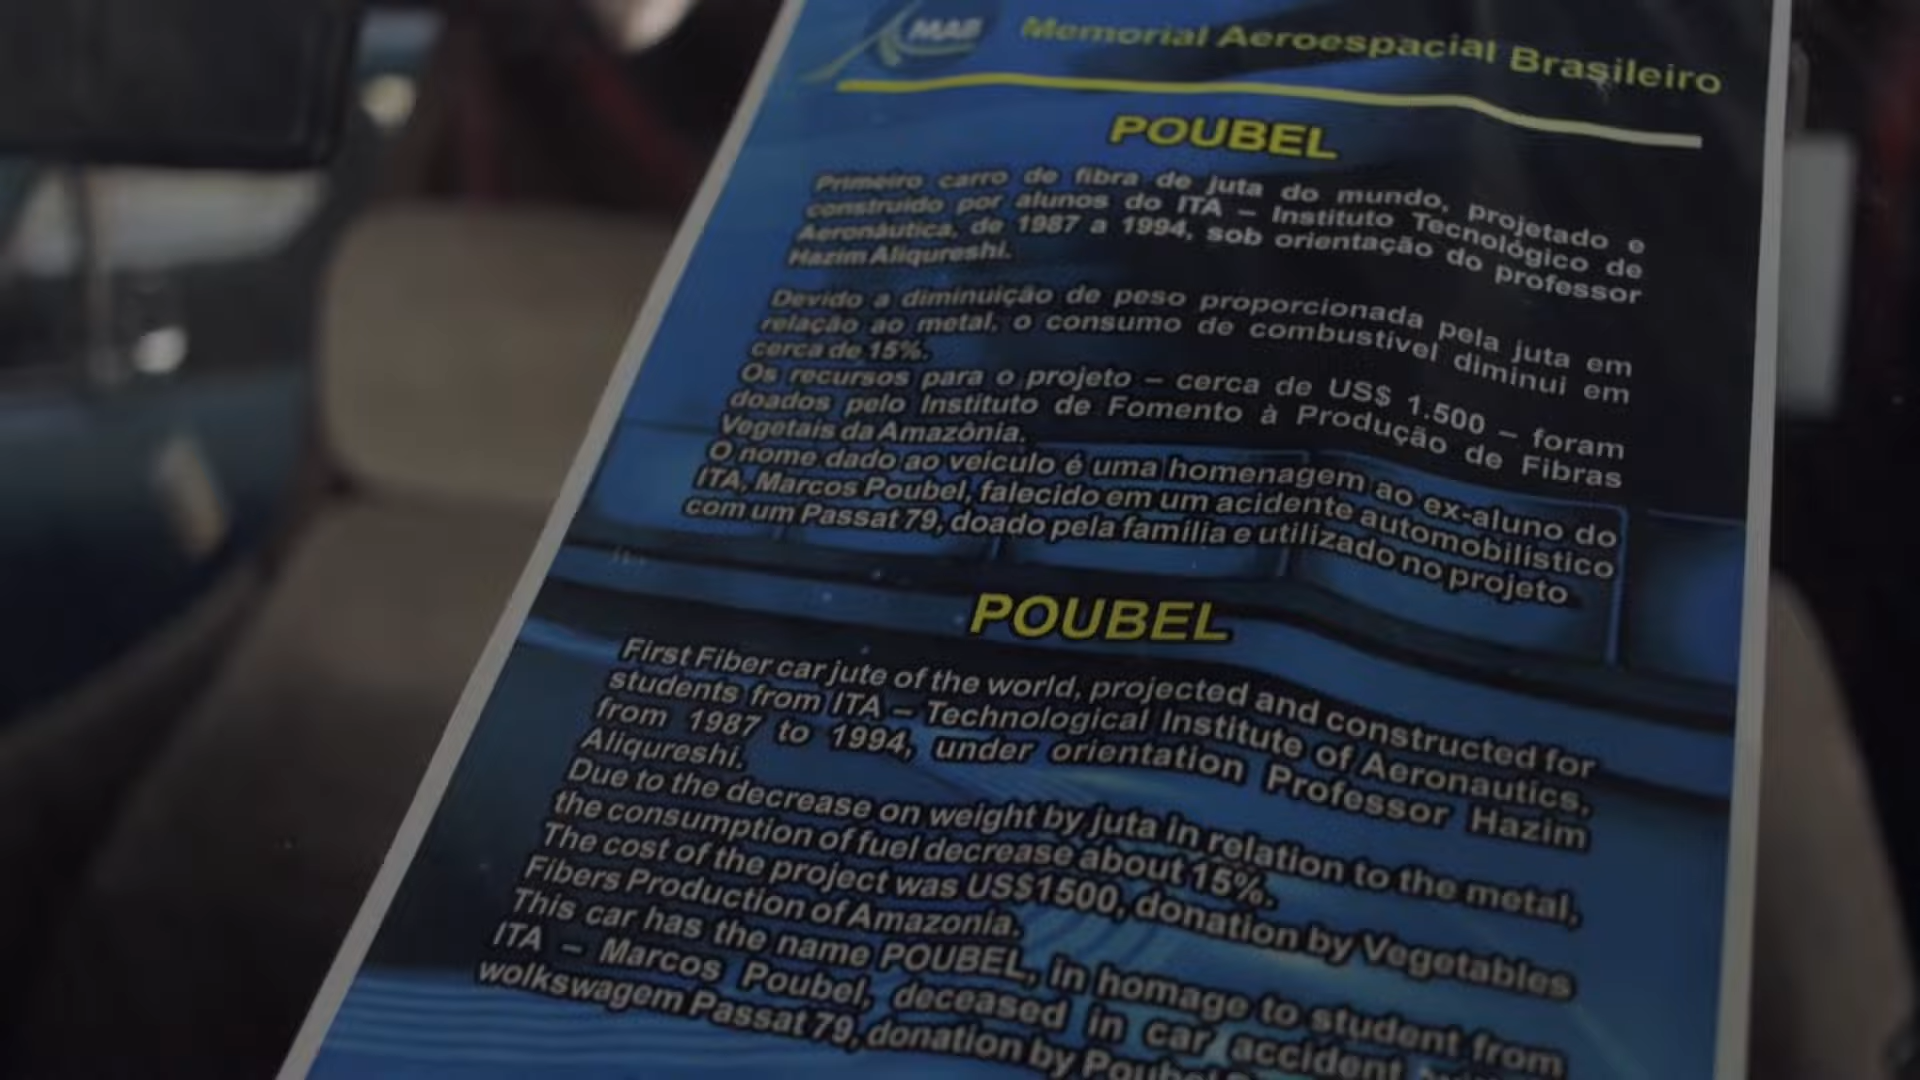 MAB
Memorial Aeroespacial Brasileiro
POUBEL
Primeiro carro de fibra de juta do mundo, projetado e
construído por alunos do ITA – Instituto Tecnológico de
Aeronáutica, de 1987 a 1994, sob orientação do professor
Hazim Aliqureshi.
Devido a diminuição de peso proporcionada pela juta em
relação ao metal, o consumo de combustível diminui em
cerca de 15%.
Os recursos para o projeto – cerca de US$ 1.500 – foram
doados pelo Instituto de Fomento à Produção de Fibras
Vegetais da Amazônia.
O nome dado ao veículo é uma homenagem ao ex-aluno do
ITA, Marcos Poubel, falecido em um acidente automobilístico
com um Passat 79, doado pela família e utilizado no projeto
POUBEL
First Fiber car jute of the world, projected and constructed for
students from ITA – Technological Institute of Aeronautics,
from 1987 to 1994, under orientation Professor Hazim
Aliqureshi.
Due to the decrease on weight by juta in relation to the metal,
the consumption of fuel decrease about 15%.
The cost of the project was US$1500, donation by Vegetables
Fibers Production of Amazonia.
This car has the name POUBEL, in homage to student from
ITA – Marcos Poubel, deceased in car accident
wolkswagem Passat 79, donation by